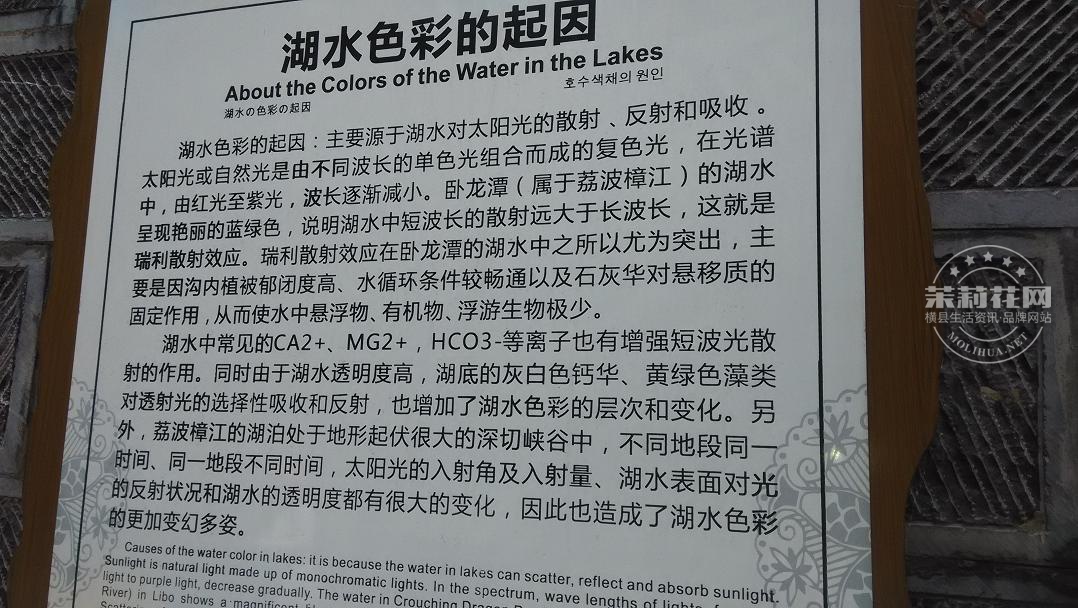 湖水色彩的起因
About the Colors of the Water in the Lakes
湖水の色彩の起因
호수색채의 원인
湖水色彩的起因：主要源于湖水对太阳光的散射、反射和吸收。
太阳光或自然光是由不同波长的单色光组合而成的复色光，在光谱
中，由红光至紫光，波长逐渐减小。卧龙潭（属于荔波樟江）的湖水
呈现艳丽的蓝绿色，说明湖水中短波长的散射远大于长波长，这就是
瑞利散射效应。瑞利散射效应在卧龙潭的湖水中之所以尤为突出，主
要是因沟内植被郁闭度高、水循环条件较畅通以及石灰华对悬移质的
固定作用，从而使水中悬浮物、有机物、浮游生物极少。
湖水中常见的CA2+、MG2+，HCO3-等离子也有增强短波光散
射的作用。同时由于湖水透明度高，湖底的灰白色钙华、黄绿色藻类
对透射光的选择性吸收和反射，也增加了湖水色彩的层次和变化。另
外，荔波樟江的湖泊处于地形起伏很大的深切峡谷中，不同地段同一
时间、同一地段不同时间，太阳光的入射角及入射量、湖水表面对光
的反射状况和湖水的透明度都有很大的变化，因此也造成了湖水色彩
的更加变幻多姿。
Causes of the water color in lakes: it is because the water in lakes can scatter, reflect and absorb sunlight.
Sunlight is natural light made up of monochromatic lights. In the spectrum, wave lengths of lights
light to purple light, decrease gradually. The water in Crouching Dragon
River) in Libo shows a magnificent
茉莉花网
横县生活资讯·品牌网站
MOLIHUA.NET